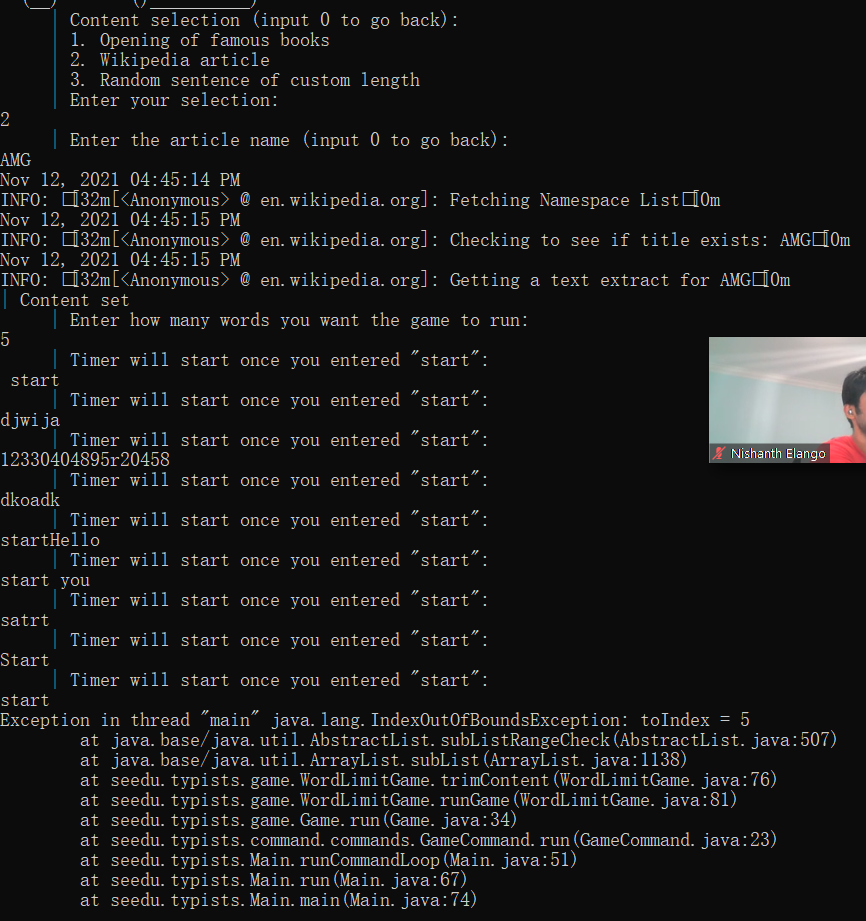 (__) ()__________)
| Content selection (input 0 to go back):
| 1. Opening of famous books
| 2. Wikipedia article
| 3. Random sentence of custom length
| Enter your selection:
2
| Enter the article name (input 0 to go back):
AMG
Nov 12, 2021 04:45:14 PM
INFO: □[32m[<Anonymous> @ en.wikipedia.org]: Fetching Namespace List□[0m
Nov 12, 2021 04:45:15 PM
INFO: □[32m[<Anonymous> @ en.wikipedia.org]: Checking to see if title exists: AMG□[0m
Nov 12, 2021 04:45:15 PM
INFO: □[32m[<Anonymous> @ en.wikipedia.org]: Getting a text extract for AMG□[0m
| Content set
| Enter how many words you want the game to run:
5
| Timer will start once you entered "start":
start
| Timer will start once you entered "start":
djwija
| Timer will start once you entered "start":
12330404895r20458
| Timer will start once you entered "start":
dkoadk
| Timer will start once you entered "start":
startHello
| Timer will start once you entered "start":
start you
| Timer will start once you entered "start":
satrt
| Timer will start once you entered "start":
Start
| Timer will start once you entered "start":
start
Nishanth Elango
Exception in thread "main" java.lang.IndexOutOfBoundsException: toIndex = 5
at java.base/java.util.AbstractList.subListRangeCheck(AbstractList.java:507)
at java.base/java.util.ArrayList.subList(ArrayList.java:1138)
at seedu.typists.game.WordLimitGame.trimContent(WordLimitGame.java:76)
at seedu.typists.game.WordLimitGame.runGame(WordLimitGame.java:81)
at seedu.typists.game.Game.run(Game.java:34)
at seedu.typists.command.commands.GameCommand.run(GameCommand.java:23)
at seedu.typists.Main.runCommandLoop(Main.java:51)
at seedu.typists.Main.run(Main.java:67)
at seedu.typists.Main.main(Main.java:74)